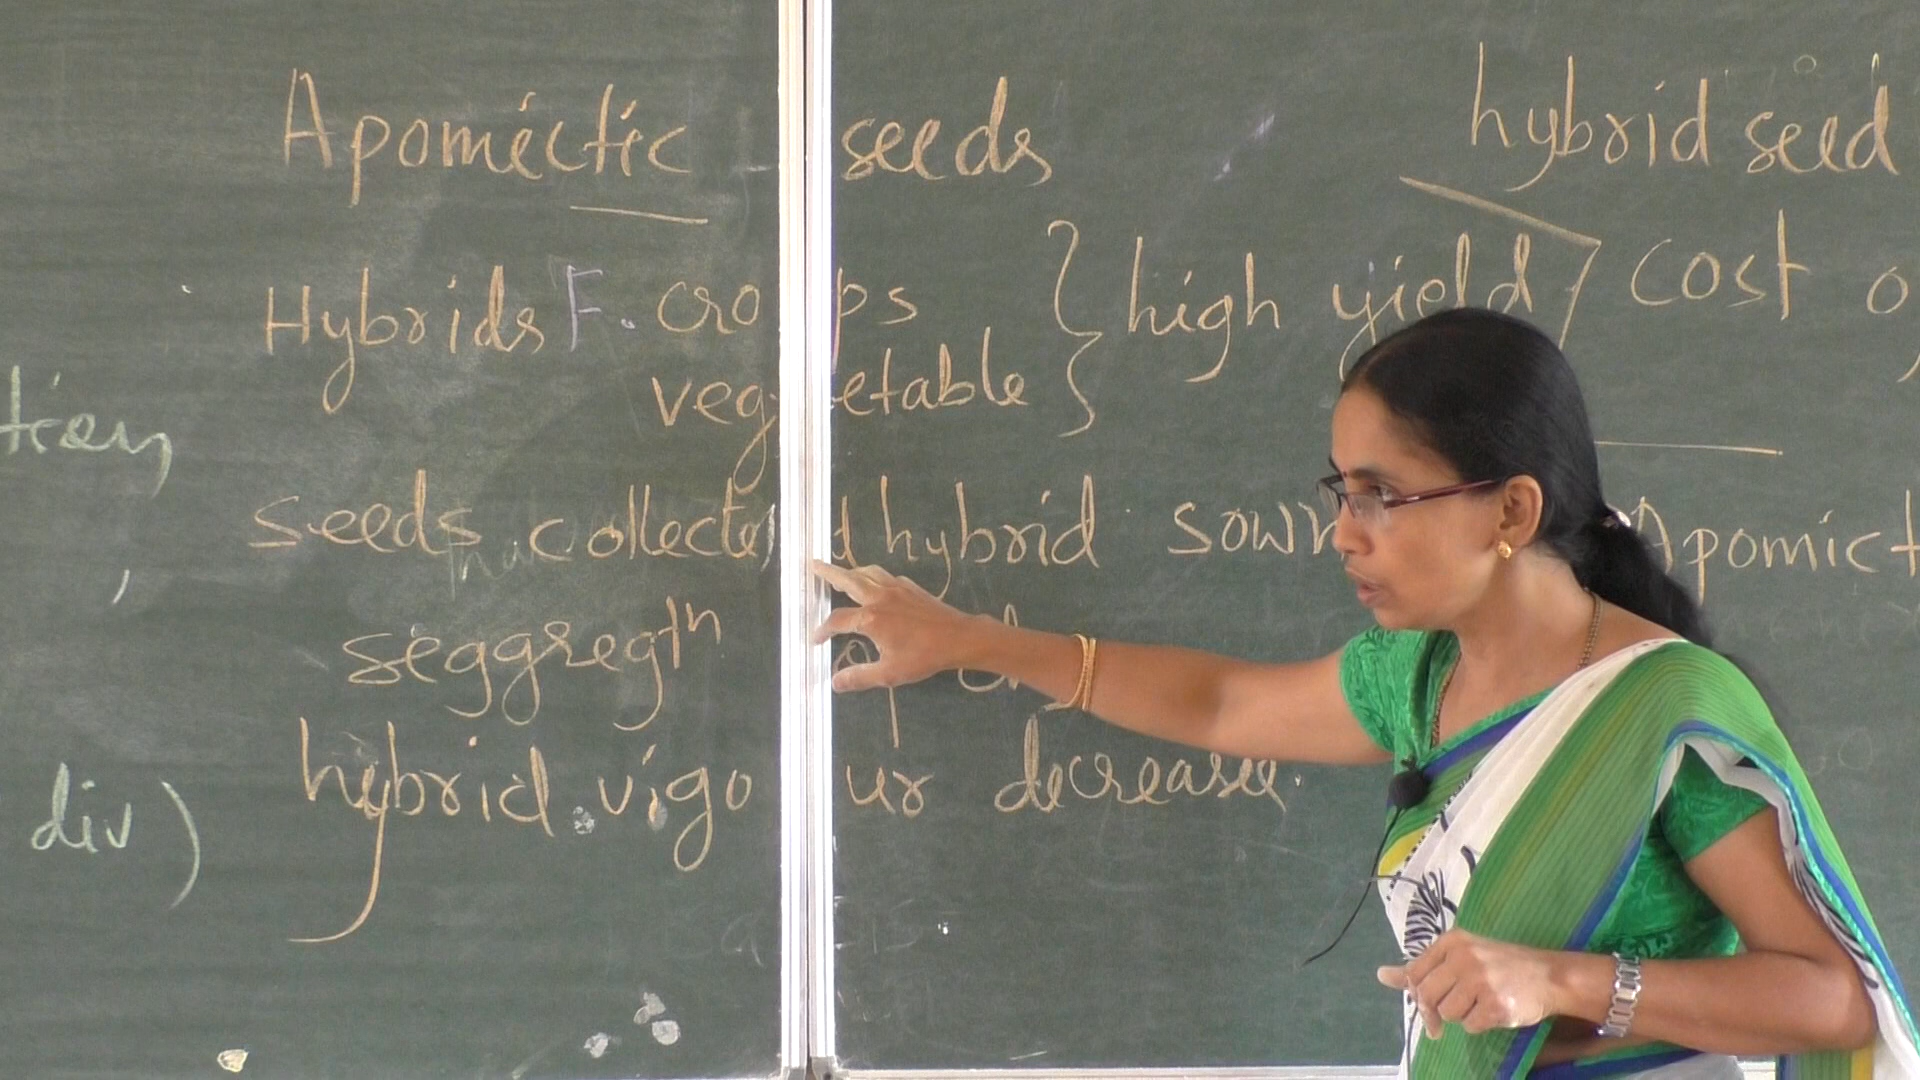 Apomictic seeds
hybrid seed
Hybrids F. crops } high yield
cost
vegetable
seeds collected hybrid sown
Apomict
seggregtn
hybrid vigour decrease.
div)